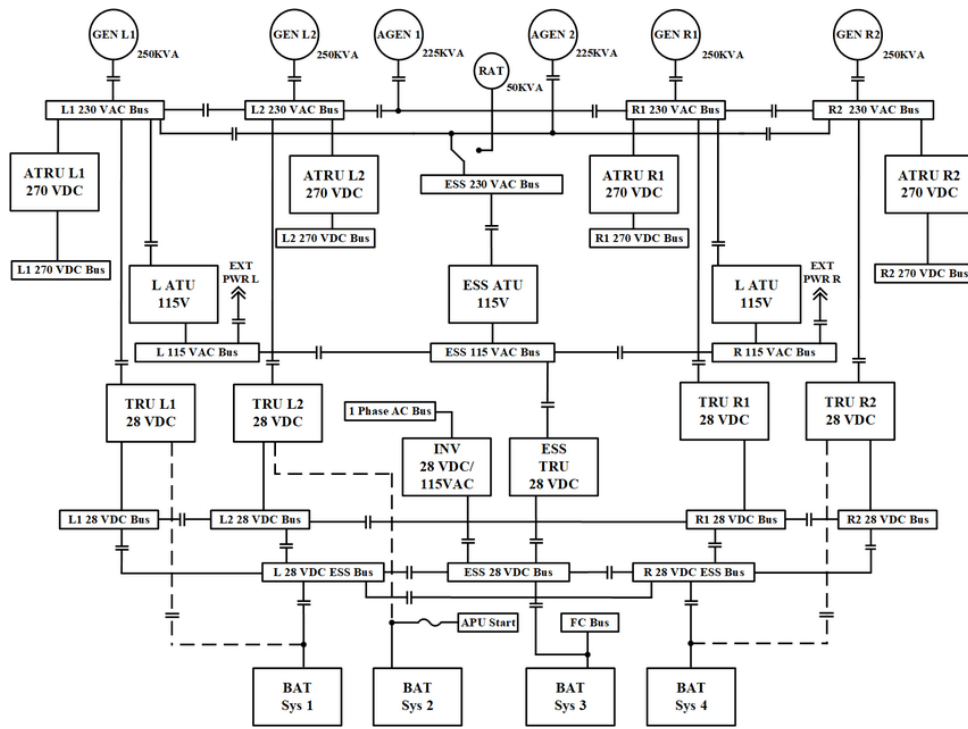 GEN L1
250KVA
GEN L2
250KVA
AGEN 1
225KVA
RAT
50KVA
AGEN 2
225KVA
GEN R1
250KVA
GEN R2
250KVA
L1 230 VAC Bus
L2 230 VAC Bus
R1 230 VAC Bus
R2 230 VAC Bus
ATRU L1
270 VDC
ATRU L2
270 VDC
ESS 230 VAC Bus
ATRU R1
270 VDC
ATRU R2
270 VDC
L2 270 VDC Bus
R1 270 VDC Bus
L1 270 VDC Bus
R2 270 VDC Bus
L ATU
115V
EXT
PWR L
ESS ATU
115V
L ATU
115V
EXT
PWR R
L 115 VAC Bus
ESS 115 VAC Bus
R 115 VAC Bus
TRU L1
28 VDC
TRU L2
28 VDC
1 Phase AC Bus
TRU R1
28 VDC
TRU R2
28 VDC
INV
28 VDC/
115VAC
ESS
TRU
28 VDC
L1 28 VDC Bus
L2 28 VDC Bus
R1 28 VDC Bus
R2 28 VDC Bus
L 28 VDC ESS Bus
ESS 28 VDC Bus
R 28 VDC ESS Bus
APU Start
FC Bus
BAT
Sys 1
BAT
Sys 2
BAT
Sys 3
BAT
Sys 4